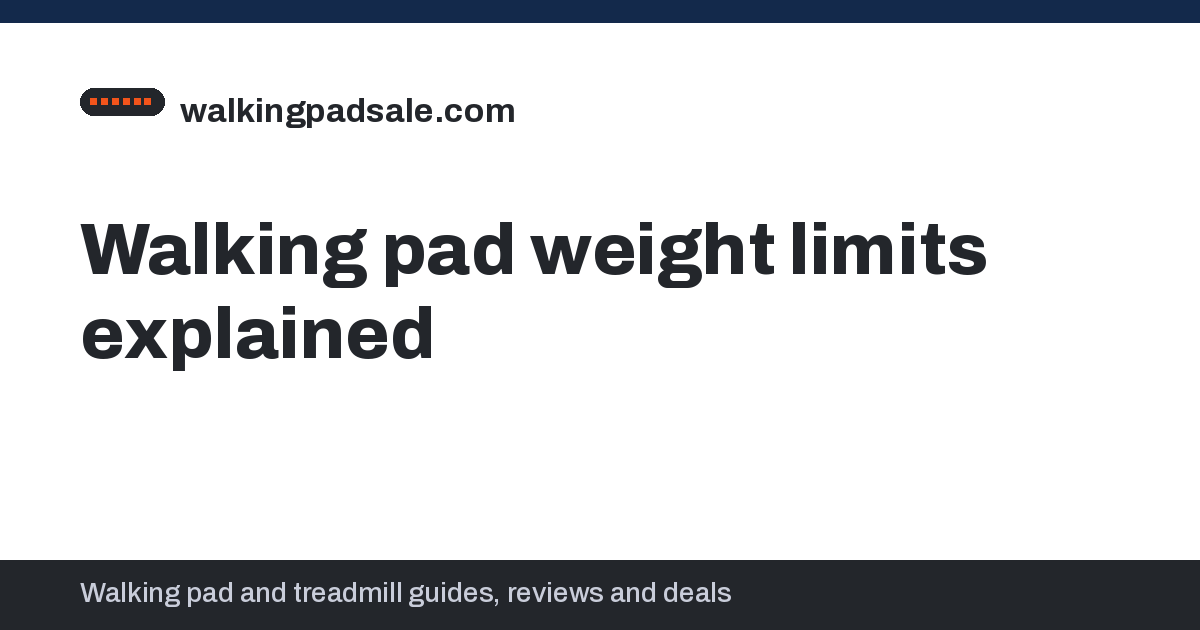 walkingpadsale.com
Walking pad weight limits
explained
Walking pad and treadmill guides, reviews and deals